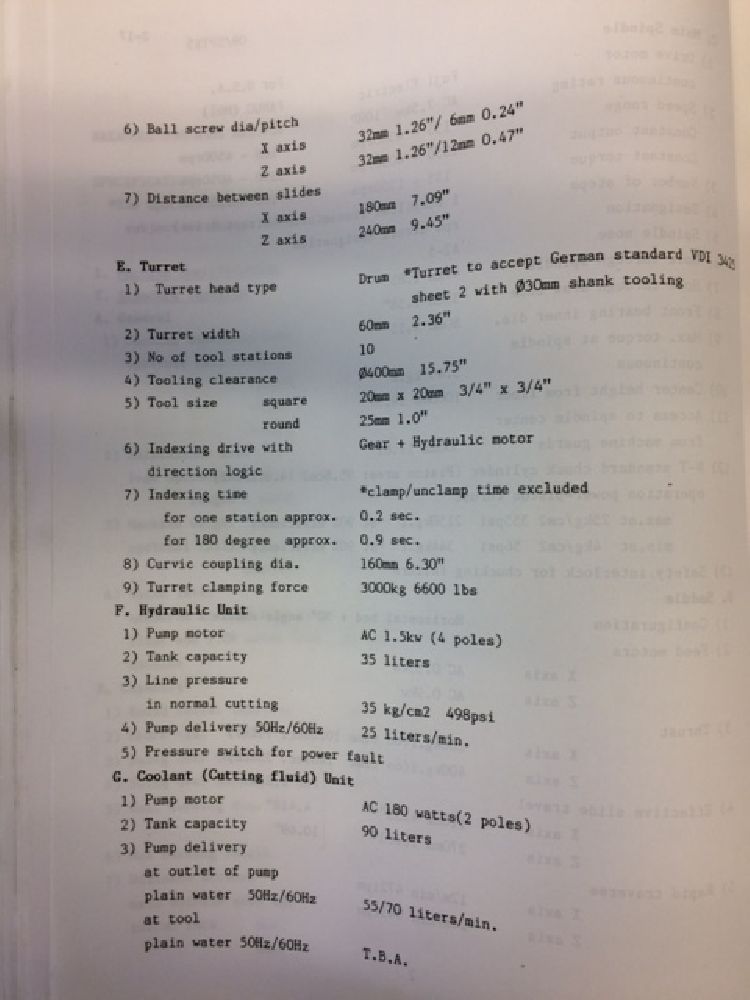 6) Ball screw dia/pitch
X axis 32mm 1.26"/ 6mm 0.24"
Z axis 32mm 1.26"/12mm 0.47"
7) Distance between slides
X axis 180mm 7.09"
Z axis 240mm 9.45"
E. Turret
1) Turret head type Drum *Turret to accept German standard VDI 3425
sheet 2 with Ø30mm shank tooling
2) Turret width 60mm 2.36"
3) No of tool stations 10
4) Tooling clearance Ø400mm 15.75"
5) Tool size square 20mm x 20mm 3/4" x 3/4"
round 25mm 1.0"
6) Indexing drive with Gear + Hydraulic motor
direction logic
7) Indexing time *clamp/unclamp time excluded
for one station approx. 0.2 sec.
for 180 degree approx. 0.9 sec.
8) Curvic coupling dia. 160mm 6.30"
9) Turret clamping force 3000kg 6600 lbs
F. Hydraulic Unit
1) Pump motor AC 1.5kw (4 poles)
2) Tank capacity 35 liters
3) Line pressure
in normal cutting 35 kg/cm2 498psi
4) Pump delivery 50Hz/60Hz 25 liters/min.
5) Pressure switch for power fault
G. Coolant (Cutting fluid) Unit
1) Pump motor AC 180 watts(2 poles)
2) Tank capacity 90 liters
3) Pump delivery
at outlet of pump
plain water 50Hz/60Hz 55/70 liters/min.
at tool
plain water 50Hz/60Hz T.B.A.